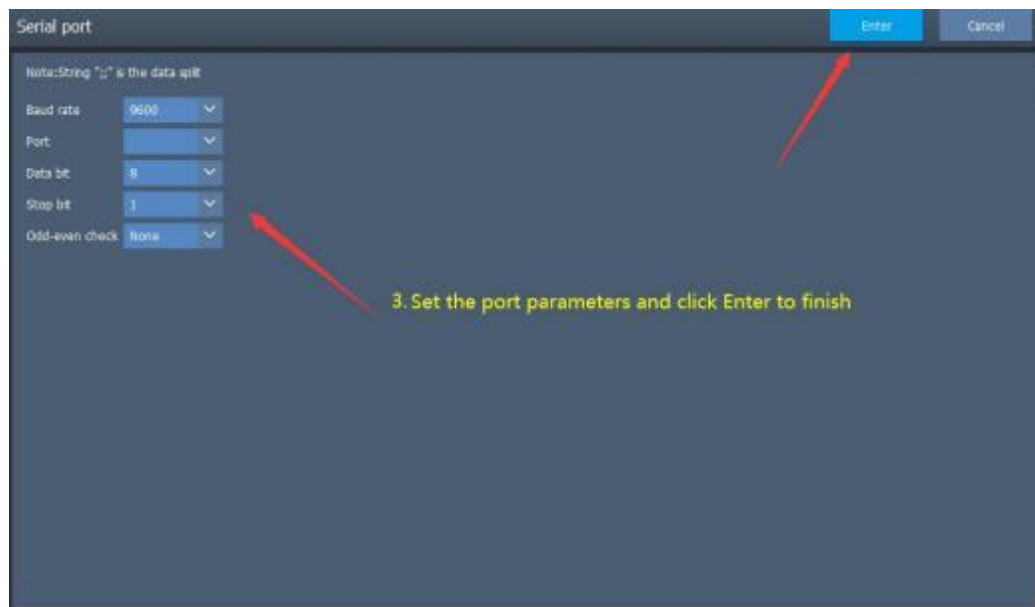 Serial port
Enter
Cancel
Note:String ";;" is the data split
Baud rate
9600
Port
Data bit
8
Stop bit
1
Odd-even check
None
3. Set the port parameters and click Enter to finish